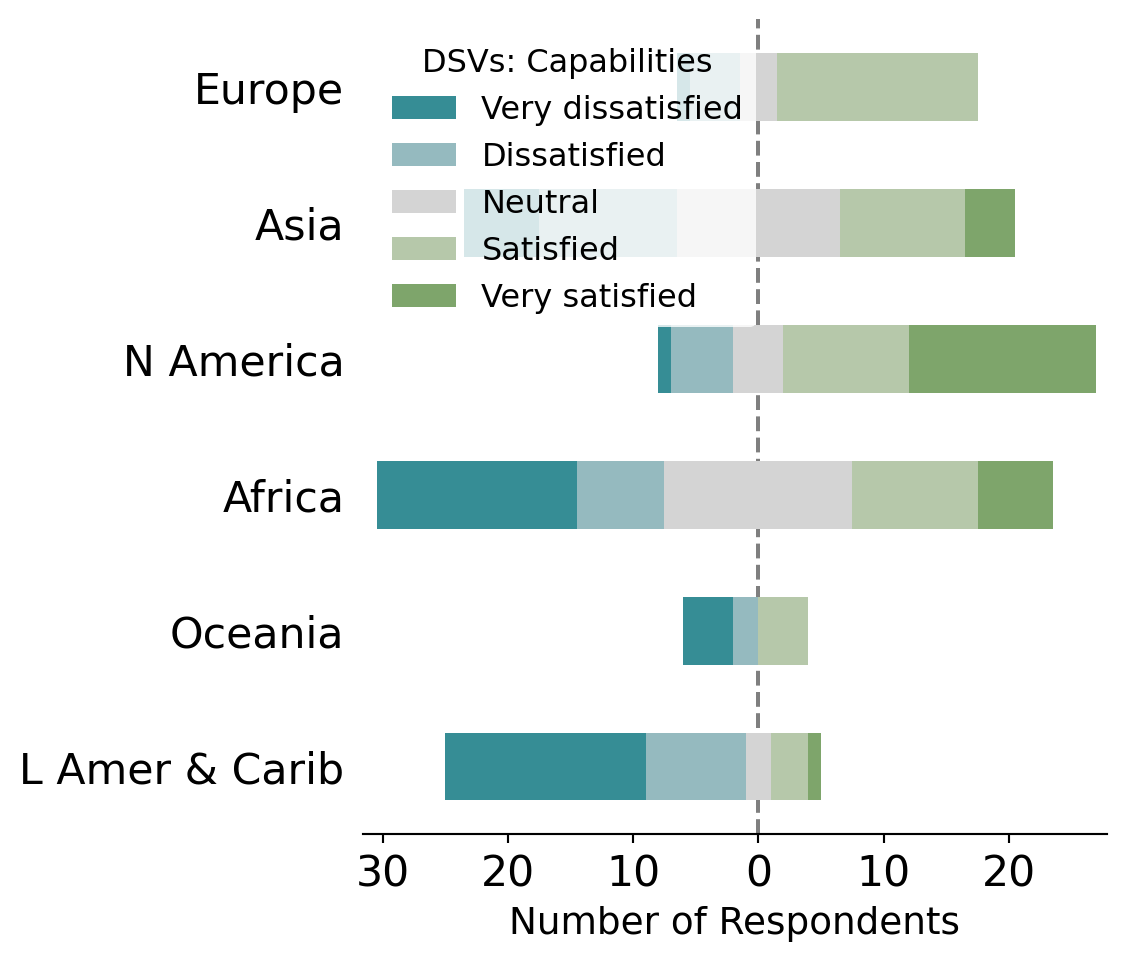 DSVs: Capabilities
Very dissatisfied
Dissatisfied
Neutral
Satisfied
Very satisfied
Europe
Asia
N America
Africa
Oceania
L Amer & Carib
30 20 10 0 10 20
Number of Respondents